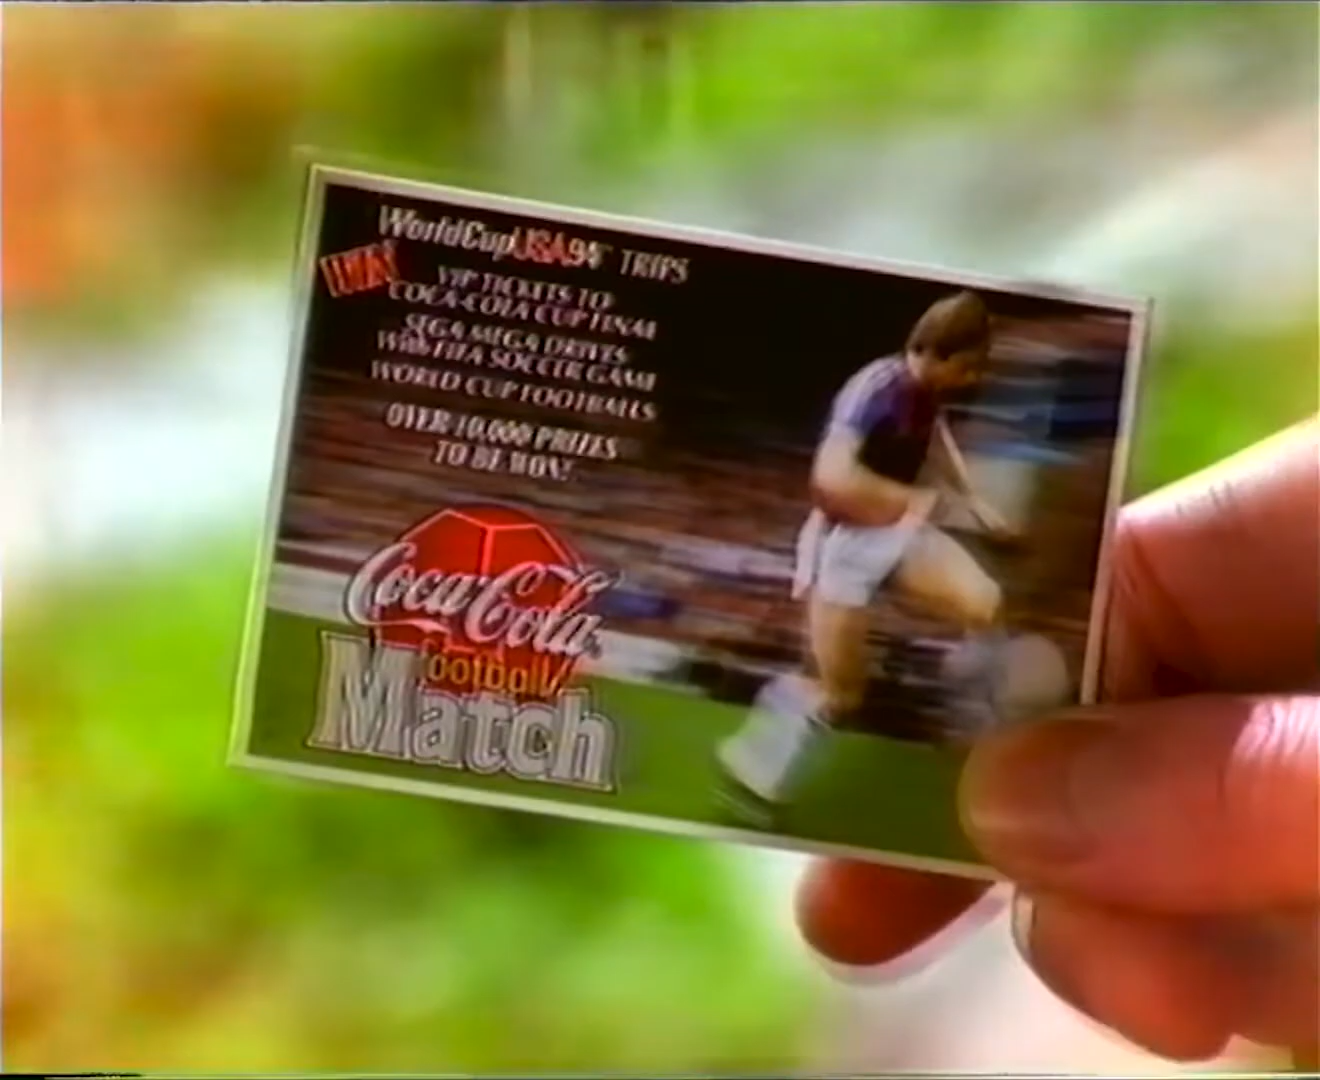 WorldCupUSA94 TRIPS
VIP TICKETS TO
COCA-COLA CUP FINAL
SEGA MEGA DRIVES
With FIFA SOCCER GAME
WORLD CUP FOOTBALLS
OVER 10,000 PRIZES
TO BE WON!
Coca-Cola
football
Match